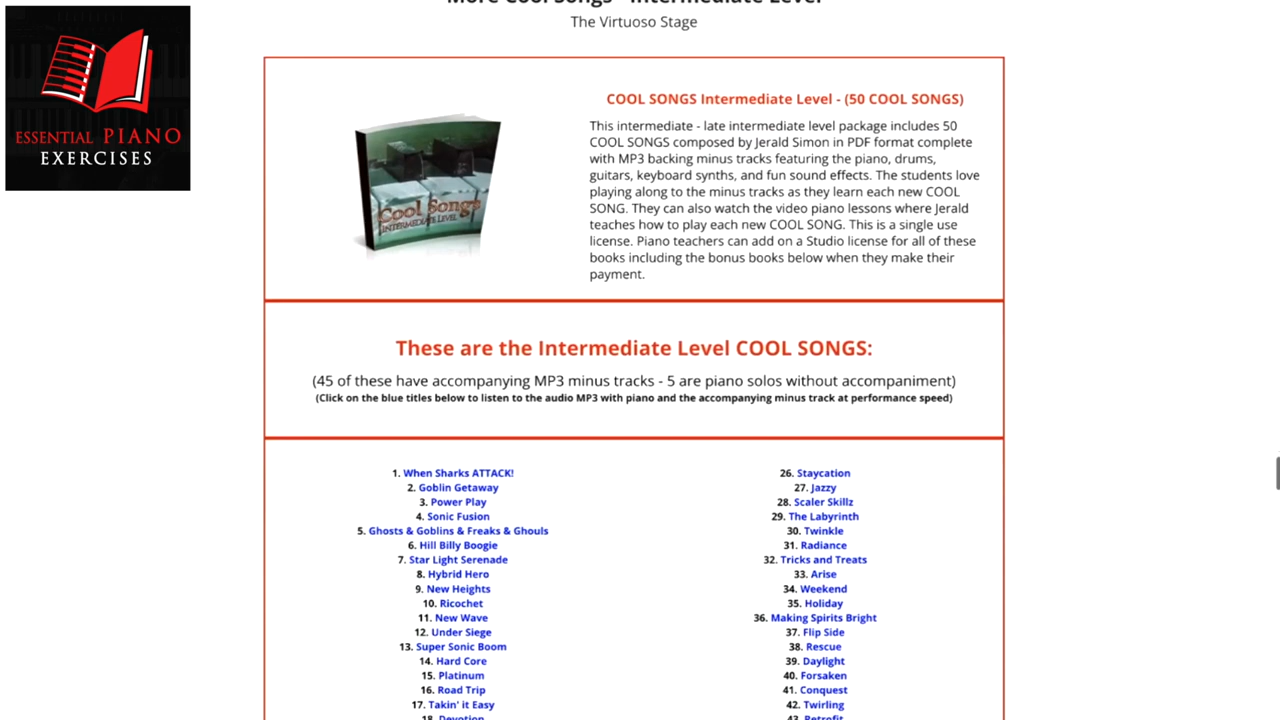 More Cool Songs - Intermediate Level
The Virtuoso Stage
ESSENTIAL PIANO
EXERCISES
Cool Songs
INTERMEDIATE LEVEL
COOL SONGS Intermediate Level - (50 COOL SONGS)
This intermediate - late intermediate level package includes 50
COOL SONGS composed by Jerald Simon in PDF format complete
with MP3 backing minus tracks featuring the piano, drums,
guitars, keyboard synths, and fun sound effects. The students love
playing along to the minus tracks as they learn each new COOL
SONG. They can also watch the video piano lessons where Jerald
teaches how to play each new COOL SONG. This is a single use
license. Piano teachers can add on a Studio license for all of these
books including the bonus books below when they make their
payment.
These are the Intermediate Level COOL SONGS:
(45 of these have accompanying MP3 minus tracks - 5 are piano solos without accompaniment)
(Click on the blue titles below to listen to the audio MP3 with piano and the accompanying minus track at performance speed)
1. When Sharks ATTACK!
2. Goblin Getaway
3. Power Play
4. Sonic Fusion
5. Ghosts & Goblins & Freaks & Ghouls
6. Hill Billy Boogie
7. Star Light Serenade
8. Hybrid Hero
9. New Heights
10. Ricochet
11. New Wave
12. Under Siege
13. Super Sonic Boom
14. Hard Core
15. Platinum
16. Road Trip
17. Takin' it Easy
18. Devotion
26. Staycation
27. Jazzy
28. Scaler Skillz
29. The Labyrinth
30. Twinkle
31. Radiance
32. Tricks and Treats
33. Arise
34. Weekend
35. Holiday
36. Making Spirits Bright
37. Flip Side
38. Rescue
39. Daylight
40. Forsaken
41. Conquest
42. Twirling
43. Retrofit